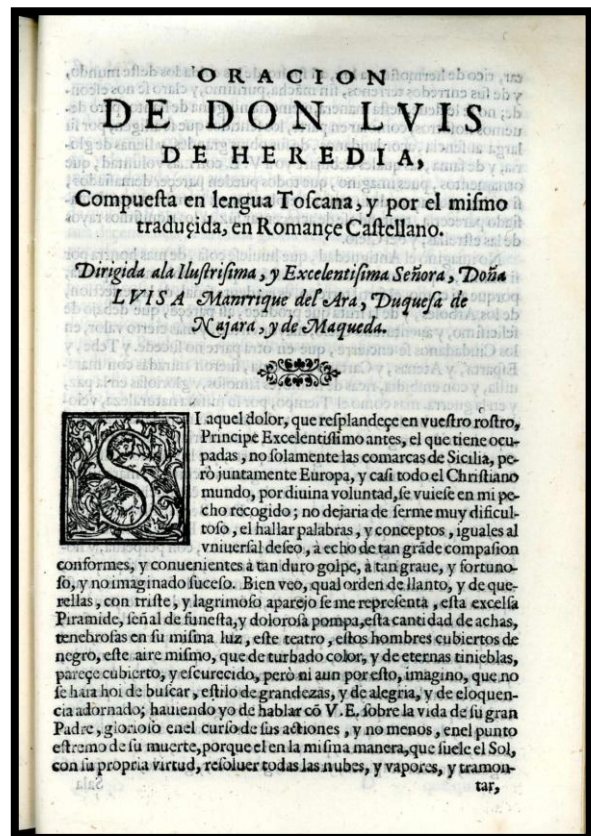 ORACION
DE DON LVIS
DE HEREDIA,
Compuesta en lengua Toscana, y por el mismo
traduçida, en Romançe Castellano.
Dirigida ala Ilustrisima, y Excelentisima Señora, Doña
LVISA Manrrique del Ara, Duquesa de
Najara, y de Maqueda.
SI aquel dolor, que resplandeçe en vuestro rostro,
Principe Excelentissimo antes, el que tiene ocu-
padas, no solamente las comarcas de Sicilia, pe-
rò juntamente Europa, y casi todo el Christiano
mundo, por diuina voluntad, se vuiese en mi pe-
cho recogido; no dejaria de serme muy dificul-
toso, el hallar palabras, y conceptos, iguales al
vniuersal deseo, a echo de tan grãde compasion
conformes, y conuenientes à tan duro golpe, à tan graue, y fortuno-
so, y no imaginado suceso. Bien veo, qual orden de llanto, y de que-
rellas, con triste, y lagrimoso aparejo se me representa, esta excelsa
Piramide, señal de funesta, y dolorosa pompa, esta cantidad de achas,
tenebrosas en su misma luz, este teatro, estos hombres cubiertos de
negro, este aire mismo, que de turbado color, y de eternas tinieblas,
pareçe cubierto, y escurecido, però ni aun por esto, imagino, que no
se haia hoi de buscar, estilo de grandezas, y de alegria, y de eloquen-
cia adornado; hauiendo yo de hablar cõ V. E. sobre la vida de su gran
Padre, glorioso enel curso de sus actiones, y no menos, enel punto
estremo de su muerte, porque el en la misma manera, que suele el Sol,
con su propria virtud, resoluer todas las nubes, y vapores, y tramon-
tar,